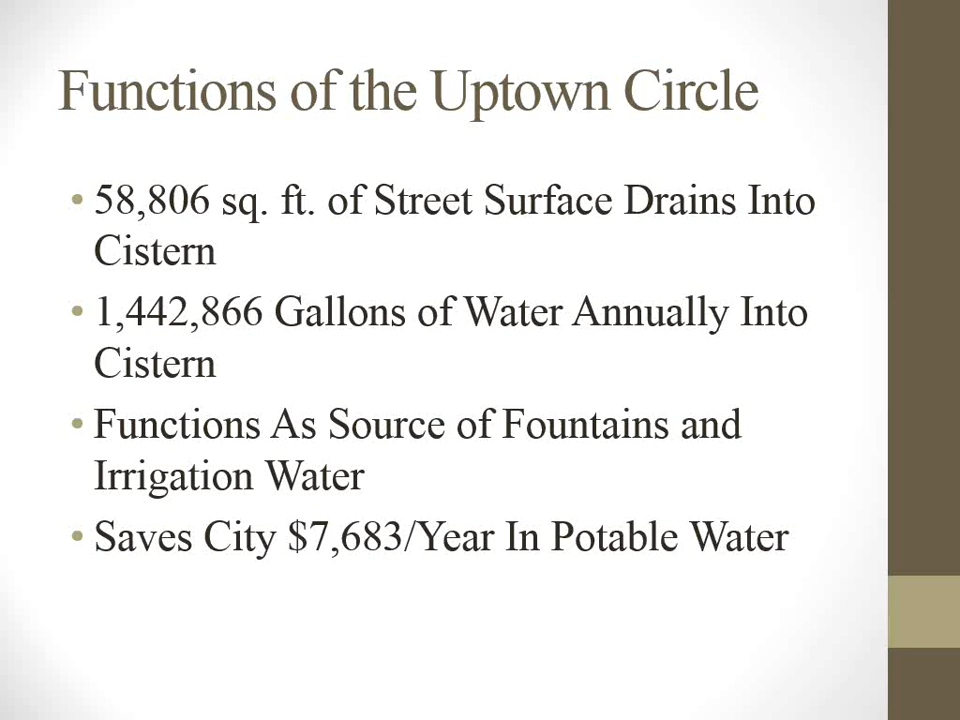 Functions of the Uptown Circle
• 58,806 sq. ft. of Street Surface Drains Into
Cistern
• 1,442,866 Gallons of Water Annually Into
Cistern
• Functions As Source of Fountains and
Irrigation Water
• Saves City $7,683/Year In Potable Water